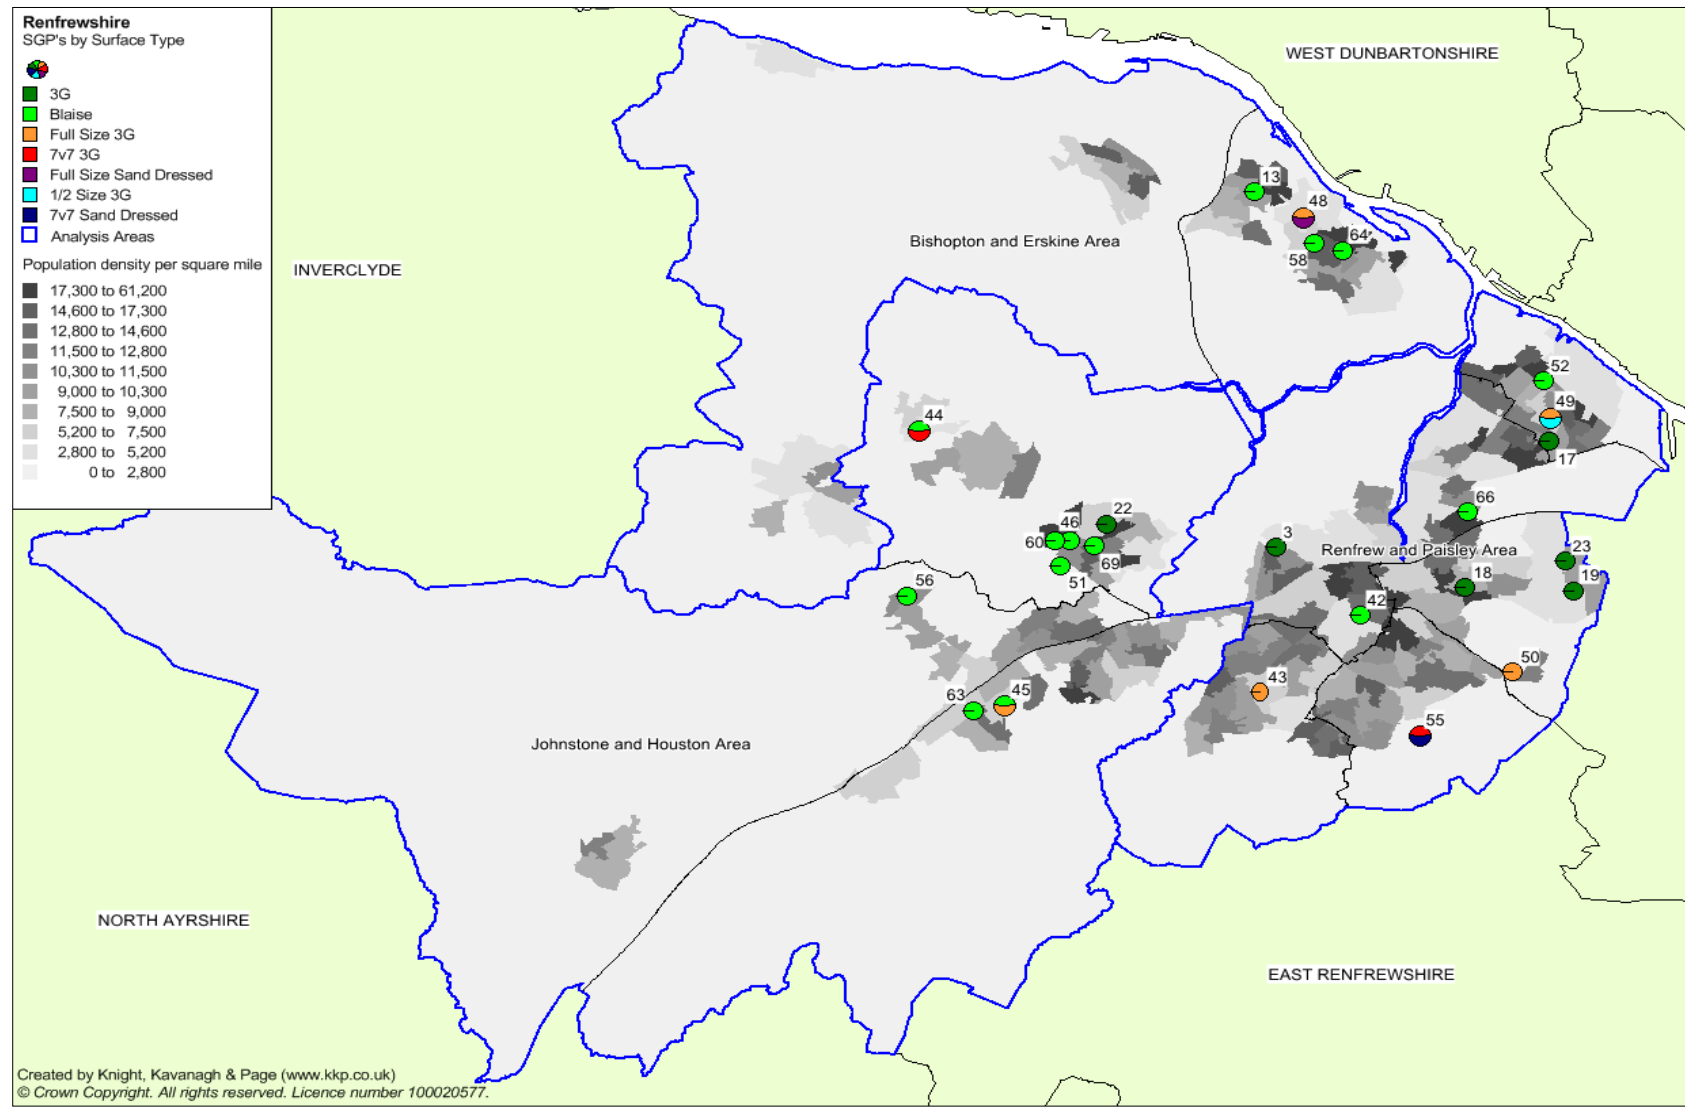 Renfrewshire
SGP's by Surface Type
3G
Blaise
Full Size 3G
7v7 3G
Full Size Sand Dressed
1/2 Size 3G
7v7 Sand Dressed
Analysis Areas
Population density per square mile
17,300 to 61,200
14,600 to 17,300
12,800 to 14,600
11,500 to 12,800
10,300 to 11,500
9,000 to 10,300
7,500 to 9,000
5,200 to 7,500
2,800 to 5,200
0 to 2,800
WEST DUNBARTONSHIRE
13
48
Bishopton and Erskine Area
64
58
INVERCLYDE
52
49
44
17
66
22
46
60
3
Renfrew and Paisley Area
23
69
51
18
19
56
42
50
43
63
45
55
Johnstone and Houston Area
NORTH AYRSHIRE
EAST RENFREWSHIRE
Created by Knight, Kavanagh & Page (www.kkp.co.uk)
© Crown Copyright. All rights reserved. Licence number 100020577.